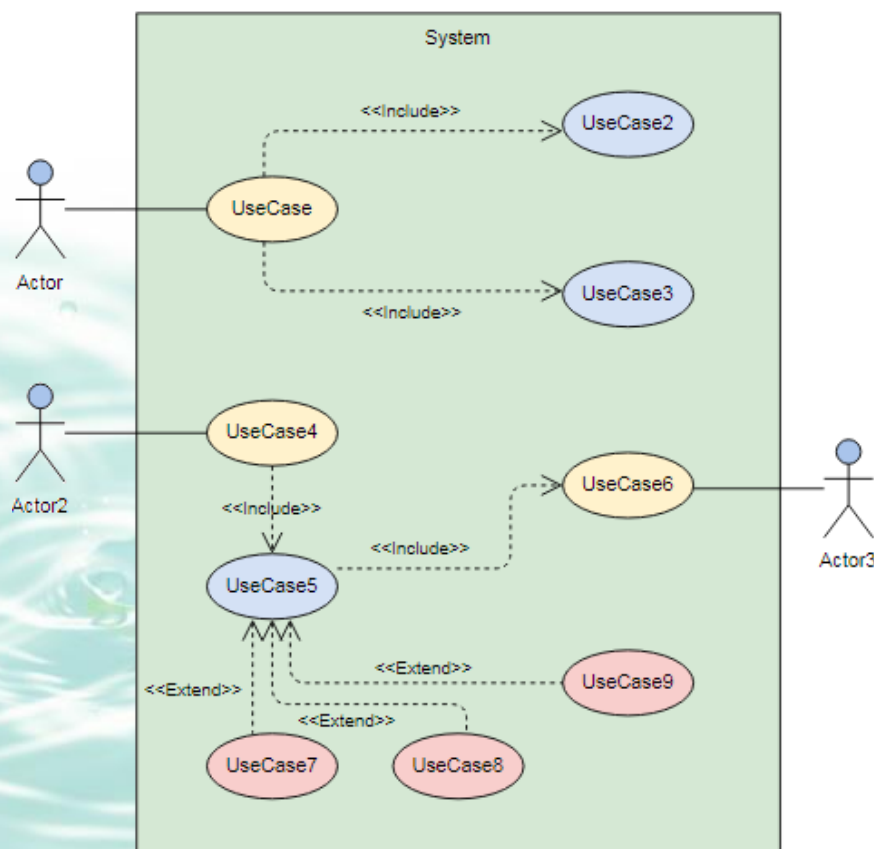 System
<<Include>>
UseCase2
UseCase
Actor
UseCase3
<<Include>>
UseCase4
UseCase6
Actor2
<<Include>>
<<Include>>
Actor3
UseCase5
<<Extend>>
UseCase9
<<Extend>>
<<Extend>>
UseCase7
UseCase8